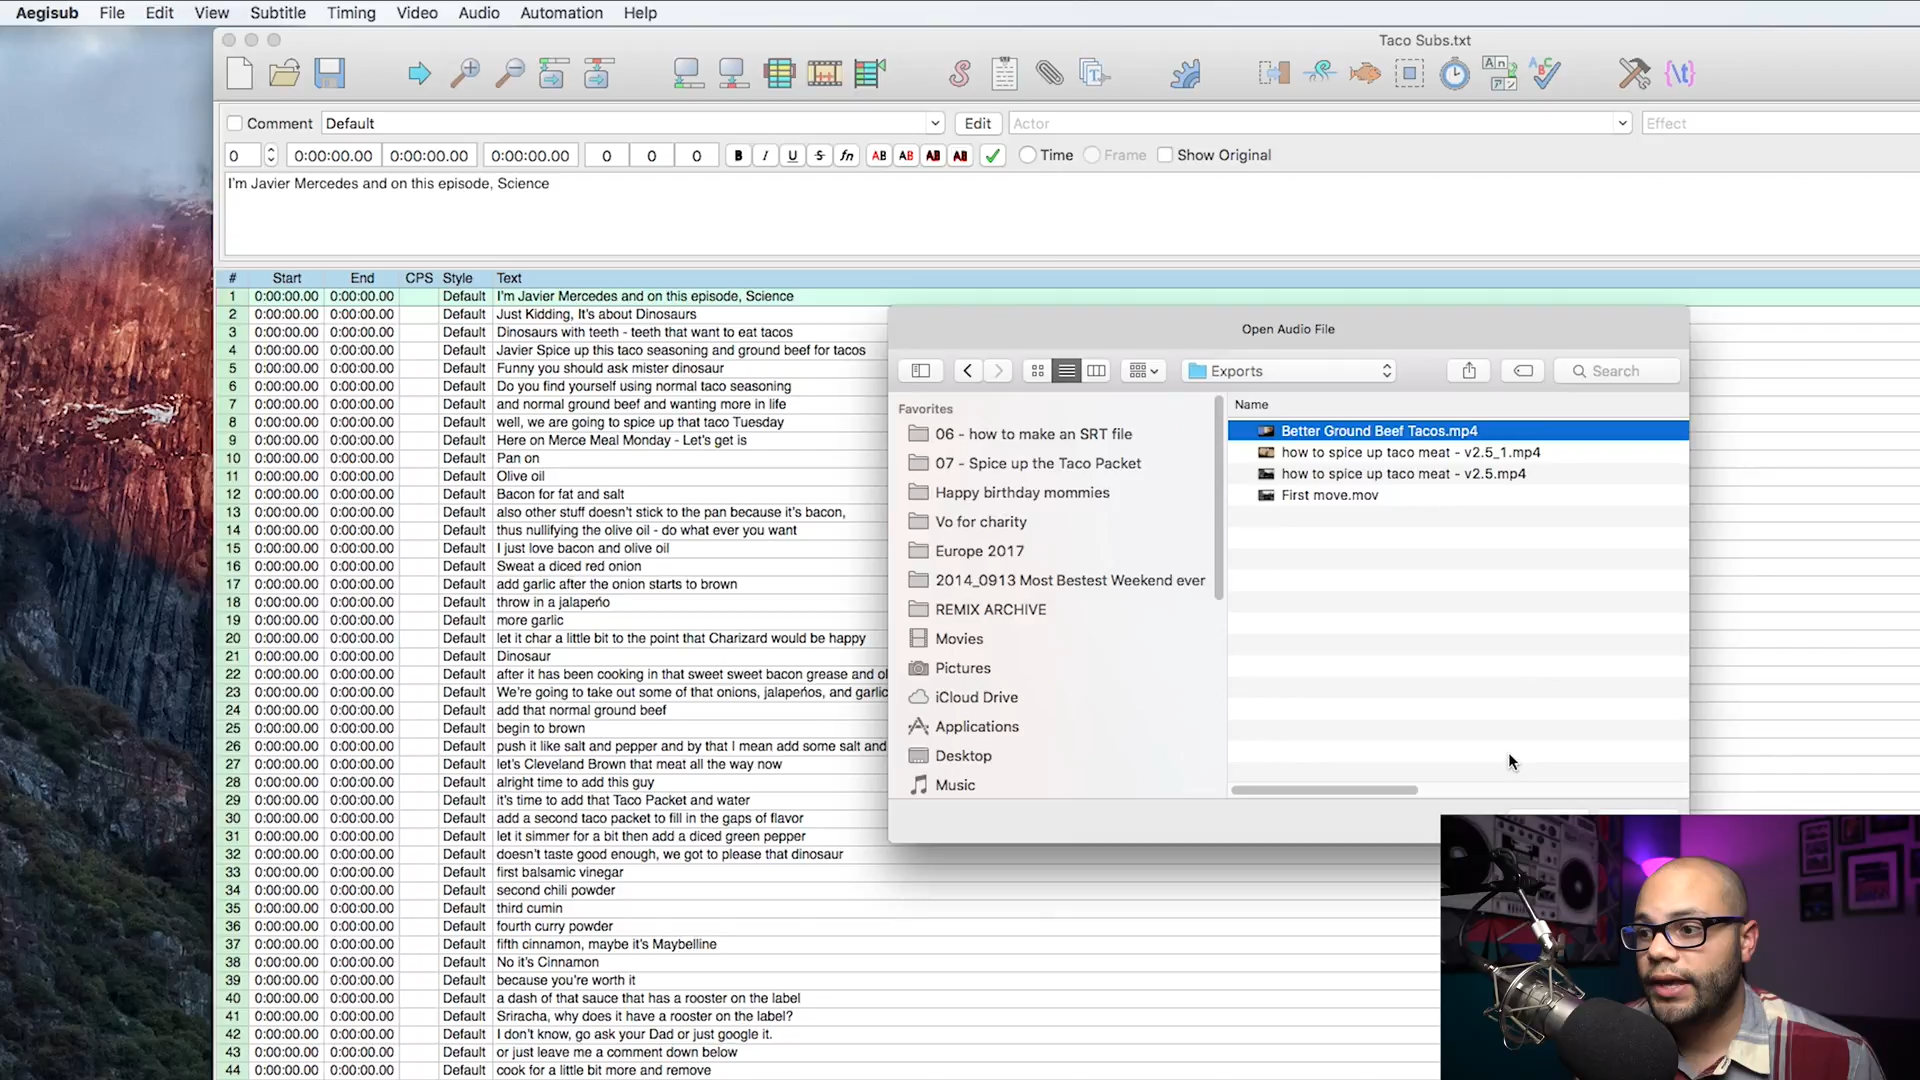 Aegisub File Edit View Subtitle Timing Video Audio Automation Help
Taco Subs.txt
Comment Default Edit Actor Effect
0 0:00:00.00 0:00:00.00 0:00:00.00 0 0 0 B I U S fn AB AB AB AB Time Frame Show Original
I'm Javier Mercedes and on this episode, Science
# Start End CPS Style Text
1 0:00:00.00 0:00:00.00 Default I'm Javier Mercedes and on this episode, Science
2 0:00:00.00 0:00:00.00 Default Just Kidding, It's about Dinosaurs
3 0:00:00.00 0:00:00.00 Default Dinosaurs with teeth - teeth that want to eat tacos
4 0:00:00.00 0:00:00.00 Default Javier Spice up this taco seasoning and ground beef for tacos
5 0:00:00.00 0:00:00.00 Default Funny you should ask mister dinosaur
6 0:00:00.00 0:00:00.00 Default Do you find yourself using normal taco seasoning
7 0:00:00.00 0:00:00.00 Default and normal ground beef and wanting more in life
8 0:00:00.00 0:00:00.00 Default well, we are going to spice up that taco Tuesday
9 0:00:00.00 0:00:00.00 Default Here on Merce Meal Monday - Let's get is
10 0:00:00.00 0:00:00.00 Default Pan on
11 0:00:00.00 0:00:00.00 Default Olive oil
12 0:00:00.00 0:00:00.00 Default Bacon for fat and salt
13 0:00:00.00 0:00:00.00 Default also other stuff doesn't stick to the pan because it's bacon,
14 0:00:00.00 0:00:00.00 Default thus nullifying the olive oil - do what ever you want
15 0:00:00.00 0:00:00.00 Default I just love bacon and olive oil
16 0:00:00.00 0:00:00.00 Default Sweat a diced red onion
17 0:00:00.00 0:00:00.00 Default add garlic after the onion starts to brown
18 0:00:00.00 0:00:00.00 Default throw in a jalapeńo
19 0:00:00.00 0:00:00.00 Default more garlic
20 0:00:00.00 0:00:00.00 Default let it char a little bit to the point that Charizard would be happy
21 0:00:00.00 0:00:00.00 Default Dinosaur
22 0:00:00.00 0:00:00.00 Default after it has been cooking in that sweet sweet bacon grease and ol
23 0:00:00.00 0:00:00.00 Default We're going to take out some of that onions, jalapeńos, and garlic
24 0:00:00.00 0:00:00.00 Default add that normal ground beef
25 0:00:00.00 0:00:00.00 Default begin to brown
26 0:00:00.00 0:00:00.00 Default push it like salt and pepper and by that I mean add some salt and
27 0:00:00.00 0:00:00.00 Default let's Cleveland Brown that meat all the way now
28 0:00:00.00 0:00:00.00 Default alright time to add this guy
29 0:00:00.00 0:00:00.00 Default it's time to add that Taco Packet and water
30 0:00:00.00 0:00:00.00 Default add a second taco packet to fill in the gaps of flavor
31 0:00:00.00 0:00:00.00 Default let it simmer for a bit then add a diced green pepper
32 0:00:00.00 0:00:00.00 Default doesn't taste good enough, we got to please that dinosaur
33 0:00:00.00 0:00:00.00 Default first balsamic vinegar
34 0:00:00.00 0:00:00.00 Default second chili powder
35 0:00:00.00 0:00:00.00 Default third cumin
36 0:00:00.00 0:00:00.00 Default fourth curry powder
37 0:00:00.00 0:00:00.00 Default fifth cinnamon, maybe it's Maybelline
38 0:00:00.00 0:00:00.00 Default No it's Cinnamon
39 0:00:00.00 0:00:00.00 Default because you're worth it
40 0:00:00.00 0:00:00.00 Default a dash of that sauce that has a rooster on the label
41 0:00:00.00 0:00:00.00 Default Sriracha, why does it have a rooster on the label?
42 0:00:00.00 0:00:00.00 Default I don't know, go ask your Dad or just google it.
43 0:00:00.00 0:00:00.00 Default or just leave me a comment down below
44 0:00:00.00 0:00:00.00 Default cook for a little bit more and remove
Open Audio File
Exports
Search
Favorites
06 - how to make an SRT file
07 - Spice up the Taco Packet
Happy birthday mommies
Vo for charity
Europe 2017
2014_0913 Most Bestest Weekend ever
REMIX ARCHIVE
Movies
Pictures
iCloud Drive
Applications
Desktop
Music
Name
Better Ground Beef Tacos.mp4
how to spice up taco meat - v2.5_1.mp4
how to spice up taco meat - v2.5.mp4
First move.mov